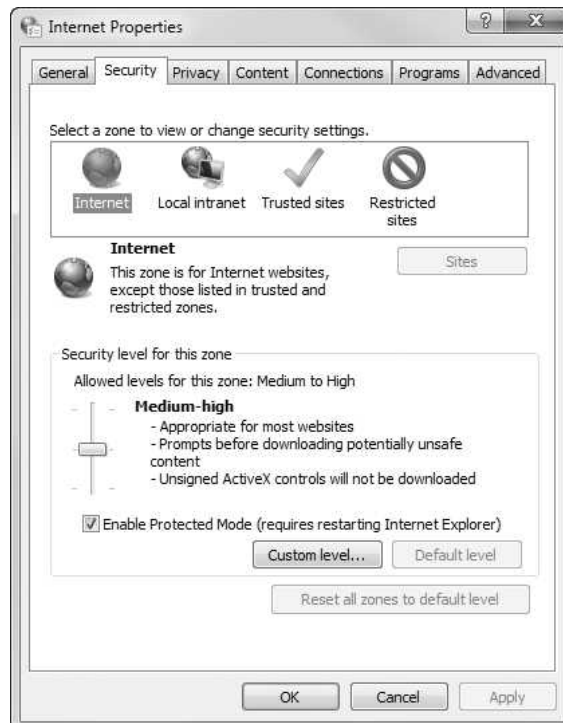 Internet Properties
?
X
General Security Privacy Content Connections Programs Advanced
Select a zone to view or change security settings.
Internet Local intranet Trusted sites Restricted
sites
Internet
Sites
This zone is for Internet websites,
except those listed in trusted and
restricted zones.
Security level for this zone
Allowed levels for this zone: Medium to High
Medium-high
- Appropriate for most websites
- Prompts before downloading potentially unsafe
content
- Unsigned ActiveX controls will not be downloaded
Enable Protected Mode (requires restarting Internet Explorer)
Custom level... Default level
Reset all zones to default level
OK Cancel Apply